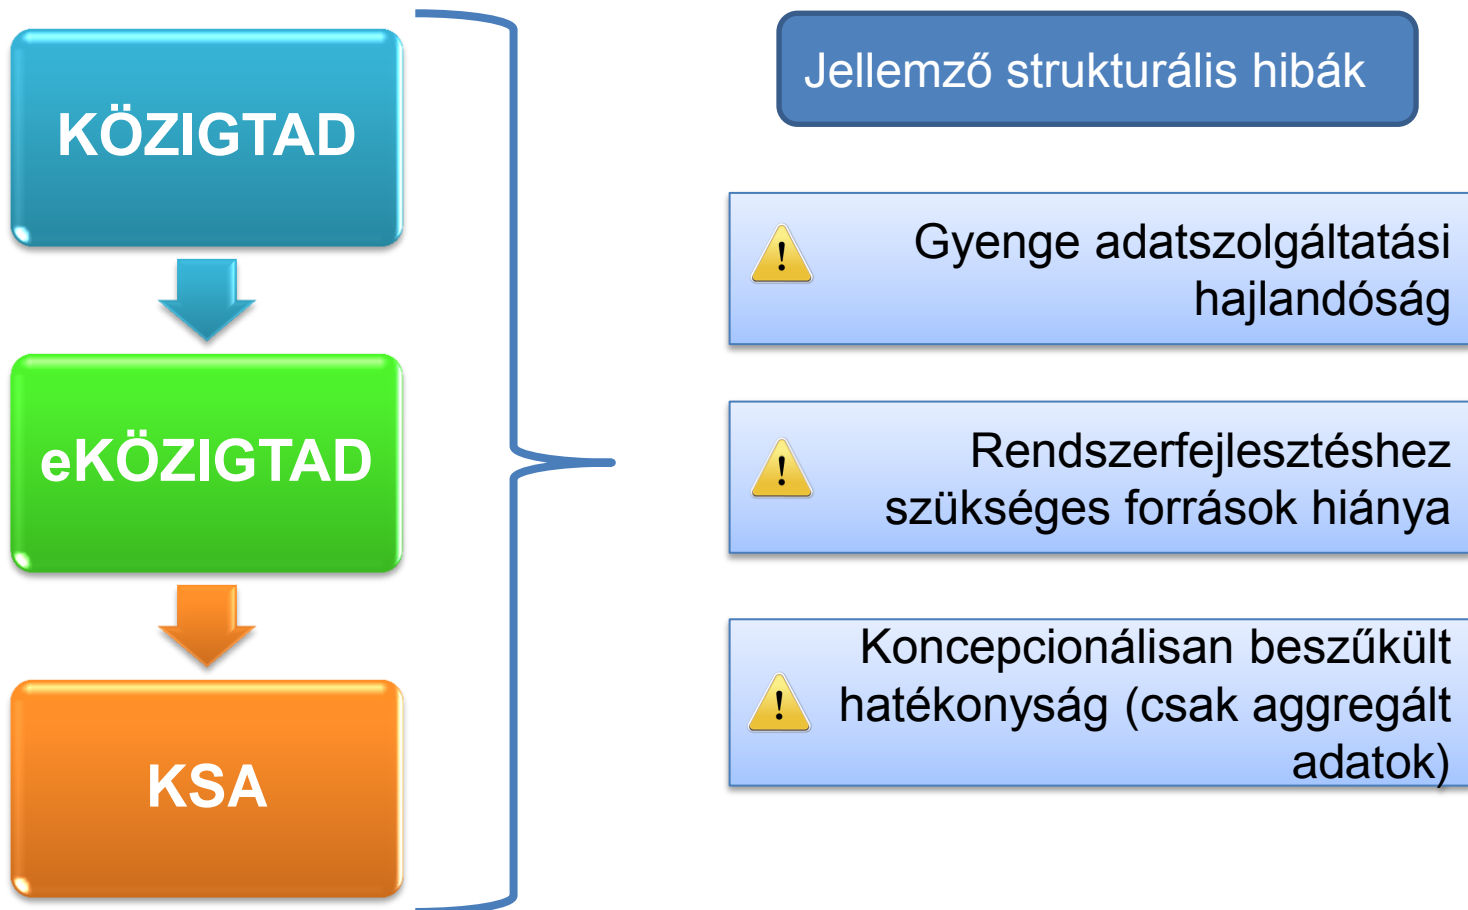 KÖZIGTAD
eKÖZIGTAD
KSA
Jellemző strukturális hibák
Gyenge adatszolgáltatási
hajlandóság
Rendszerfejlesztéshez
szükséges források hiánya
Koncepcionálisan beszűkült
hatékonyság (csak aggregált
adatok)